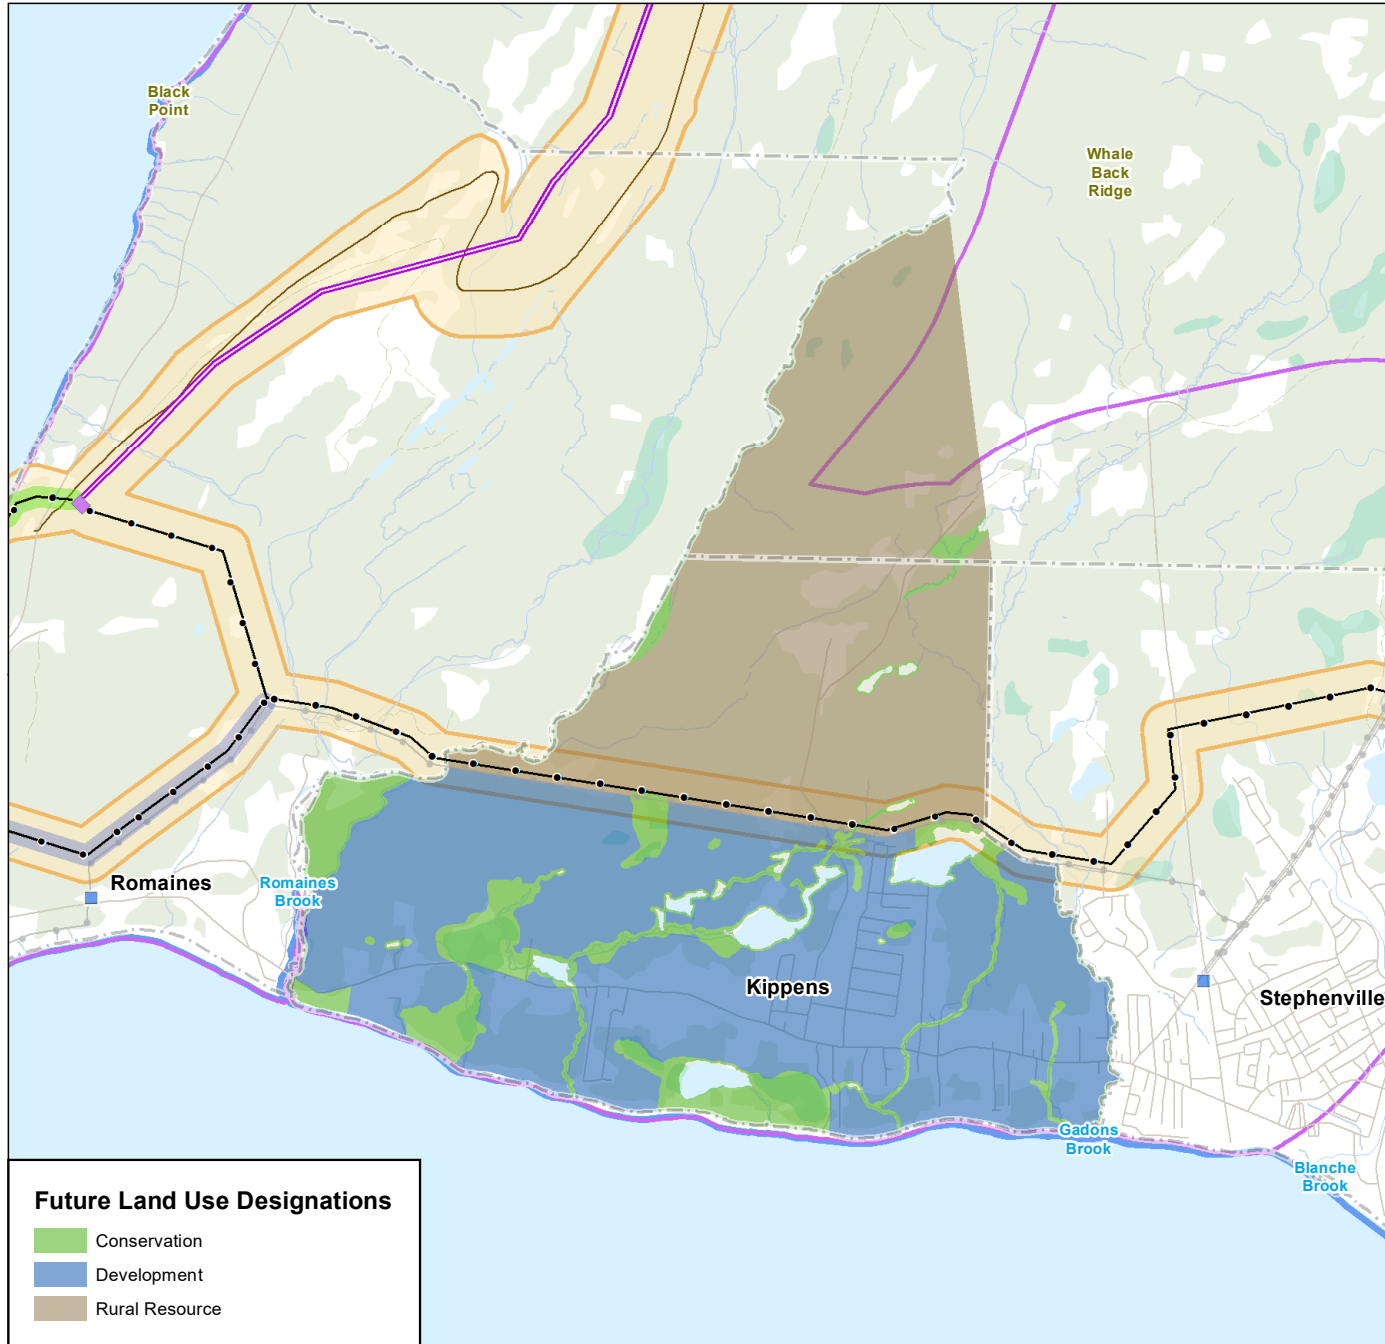 Black
Point
Whale
Back
Ridge
Romaines
Romaines
Brook
Kippens
Stephenville
Gadons
Brook
Blanche
Brook
Future Land Use Designations
Conservation
Development
Rural Resource